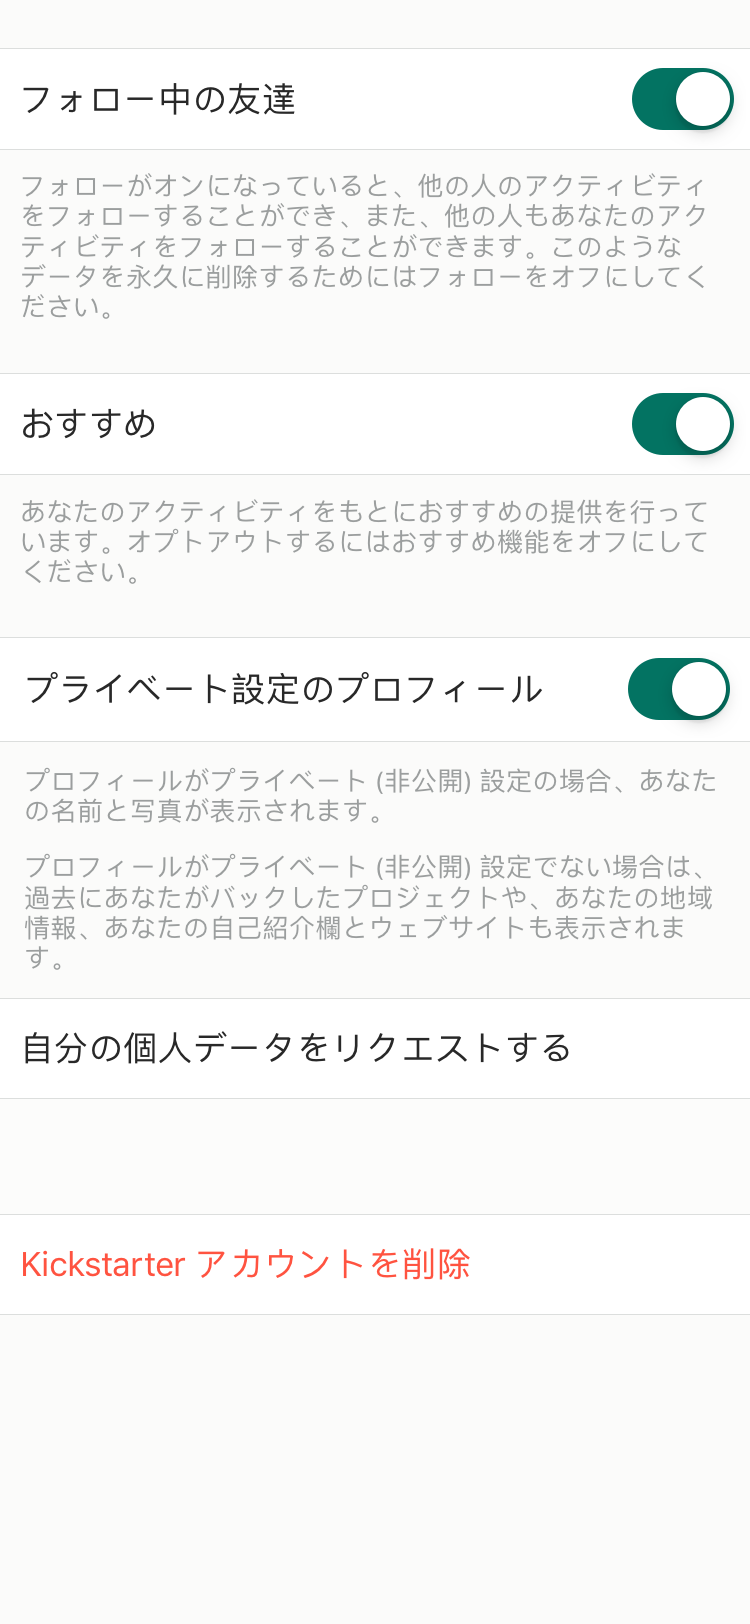 フォロー中の友達
フォローがオンになっていると、他の人のアクティビティ
をフォローすることができ、また、他の人もあなたのアク
ティビティをフォローすることができます。このような
データを永久に削除するためにはフォローをオフにしてく
ださい。
おすすめ
あなたのアクティビティをもとにおすすめの提供を行って
います。オプトアウトするにはおすすめ機能をオフにして
ください。
プライベート設定のプロフィール
プロフィールがプライベート (非公開) 設定の場合、あなた
の名前と写真が表示されます。
プロフィールがプライベート (非公開) 設定でない場合は、
過去にあなたがバックしたプロジェクトや、あなたの地域
情報、あなたの自己紹介欄とウェブサイトも表示されま
す。
自分の個人データをリクエストする
Kickstarter アカウントを削除